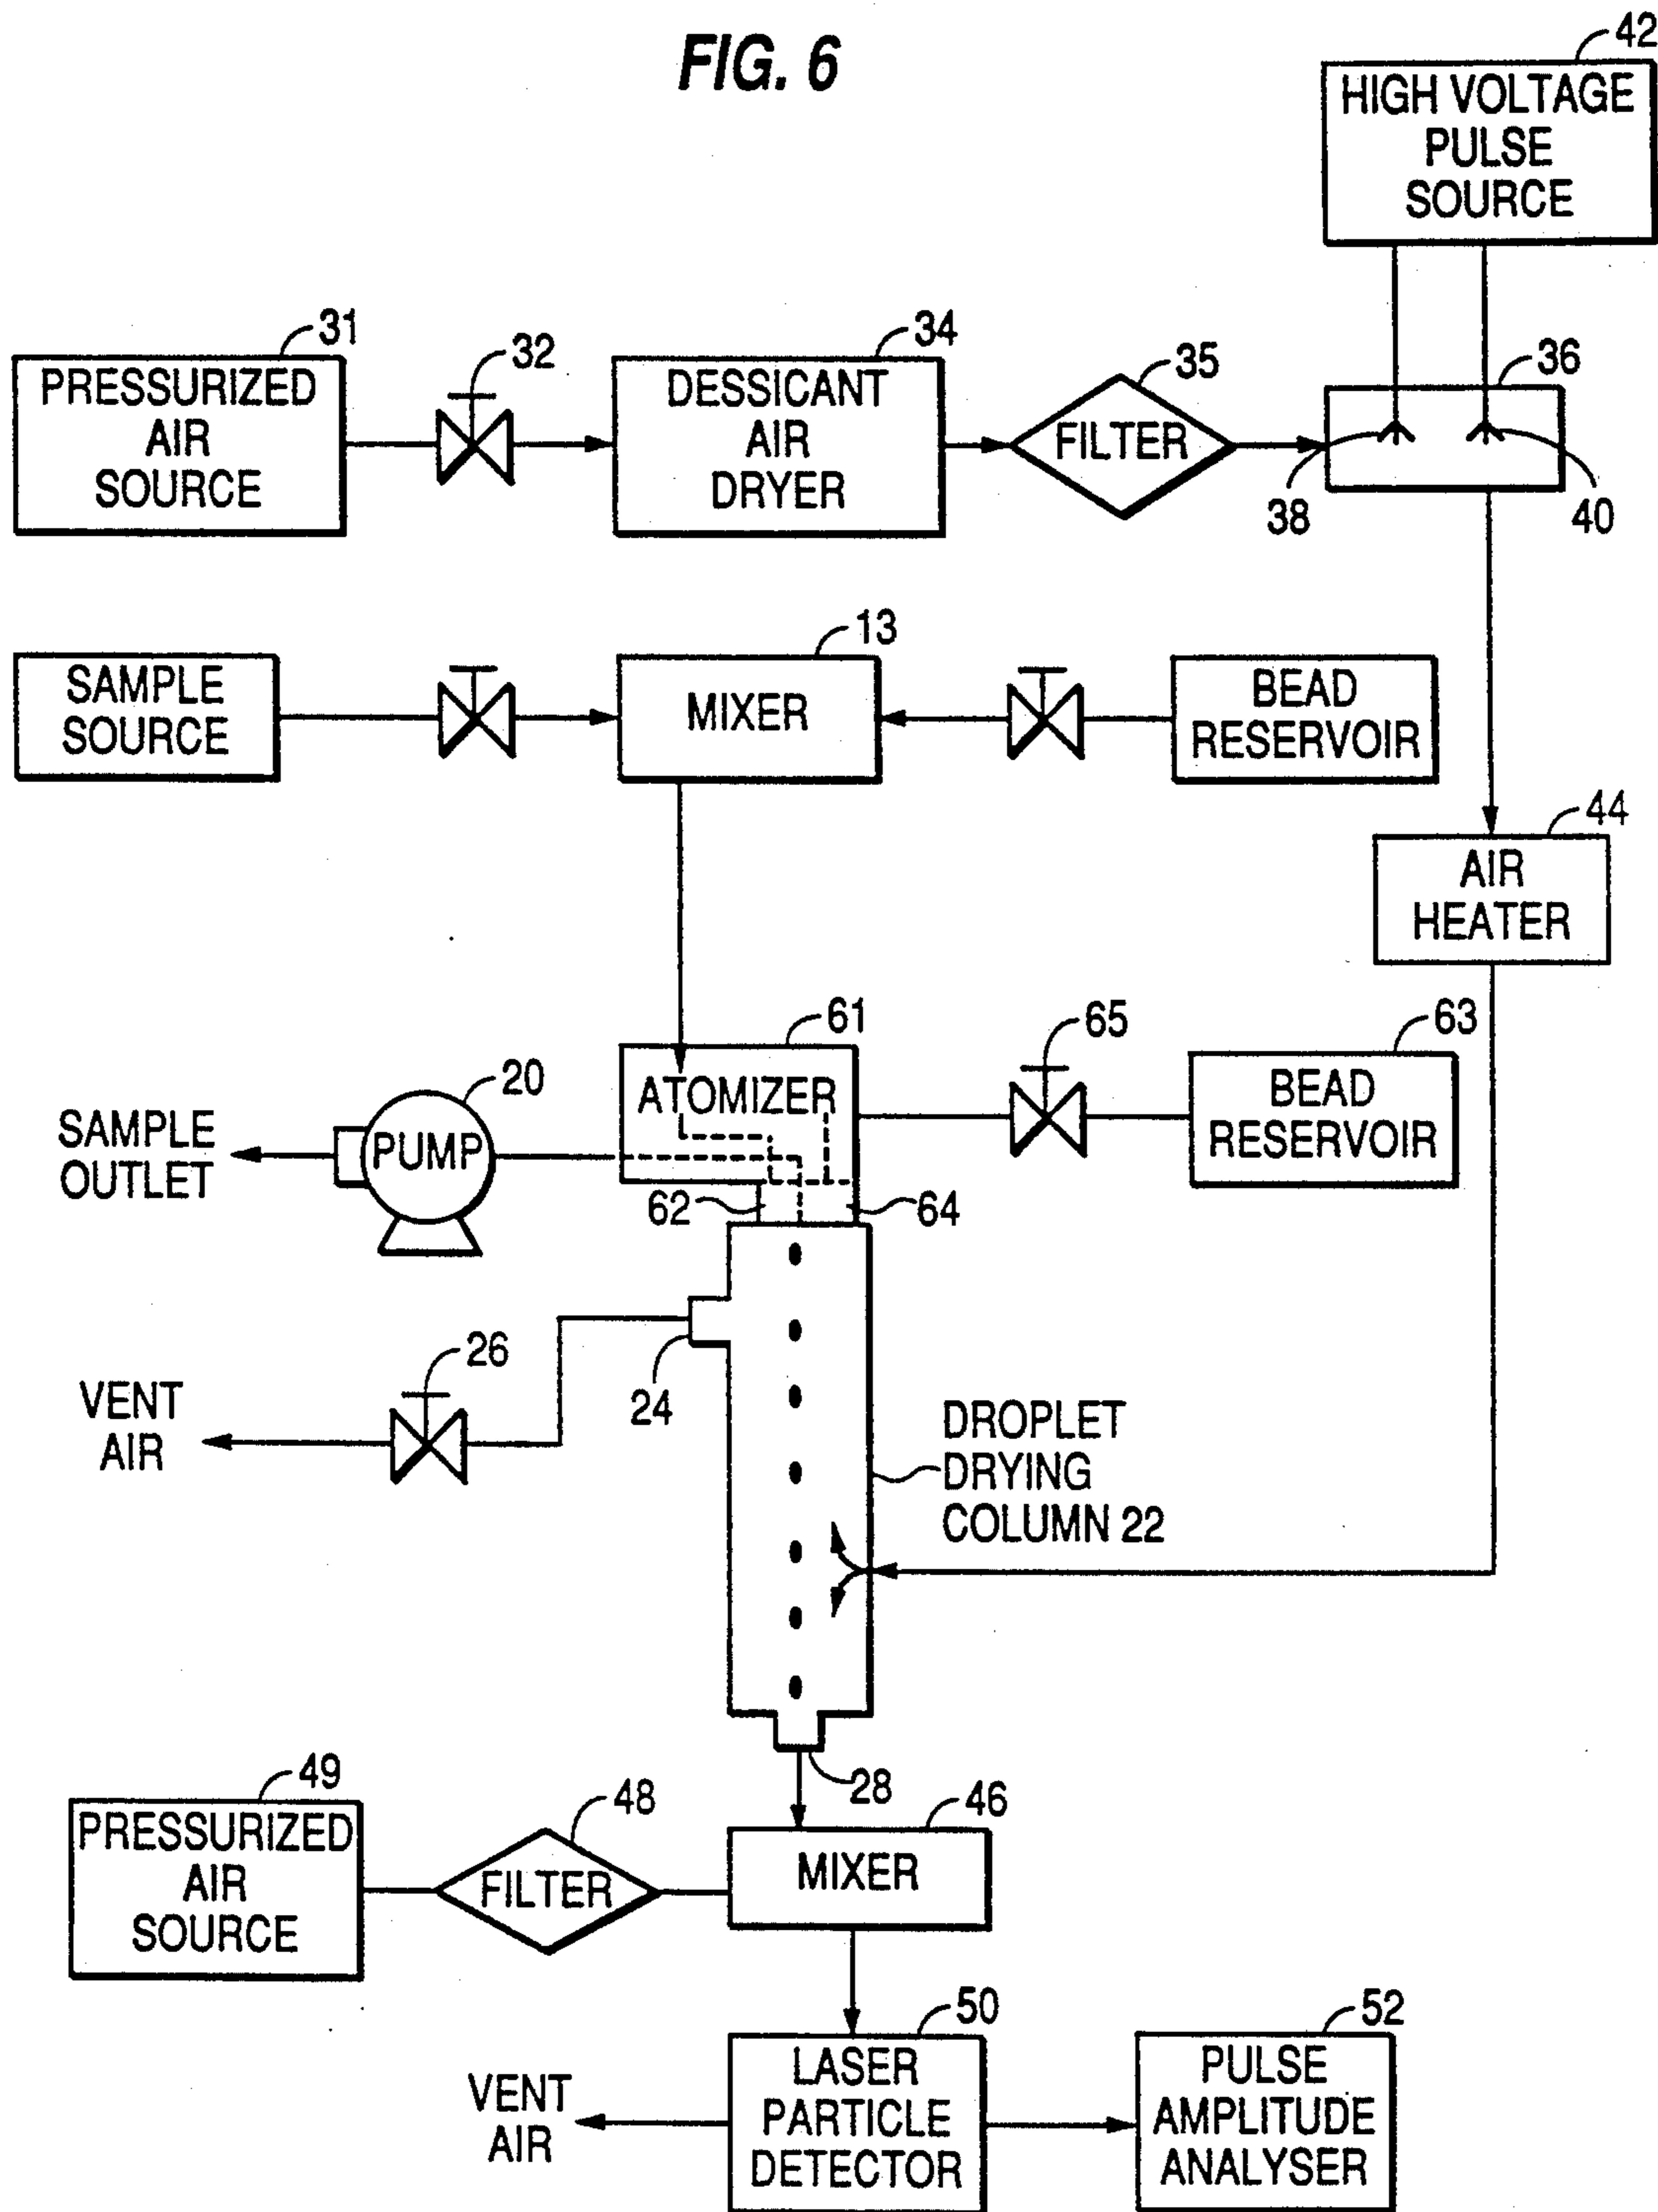 FIG. 6
42
HIGH VOLTAGE
PULSE
SOURCE
31
PRESSURIZED
AIR
SOURCE
32
34
DESSICANT
AIR
DRYER
35
FILTER
36
38
40
13
SAMPLE
SOURCE
MIXER
BEAD
RESERVOIR
44
AIR
HEATER
61
ATOMIZER
65
63
BEAD
RESERVOIR
20
PUMP
SAMPLE
OUTLET
62
64
24
26
VENT
AIR
DROPLET
DRYING
COLUMN 22
28
49
PRESSURIZED
AIR
SOURCE
48
FILTER
46
MIXER
50
LASER
PARTICLE
DETECTOR
VENT
AIR
52
PULSE
AMPLITUDE
ANALYSER